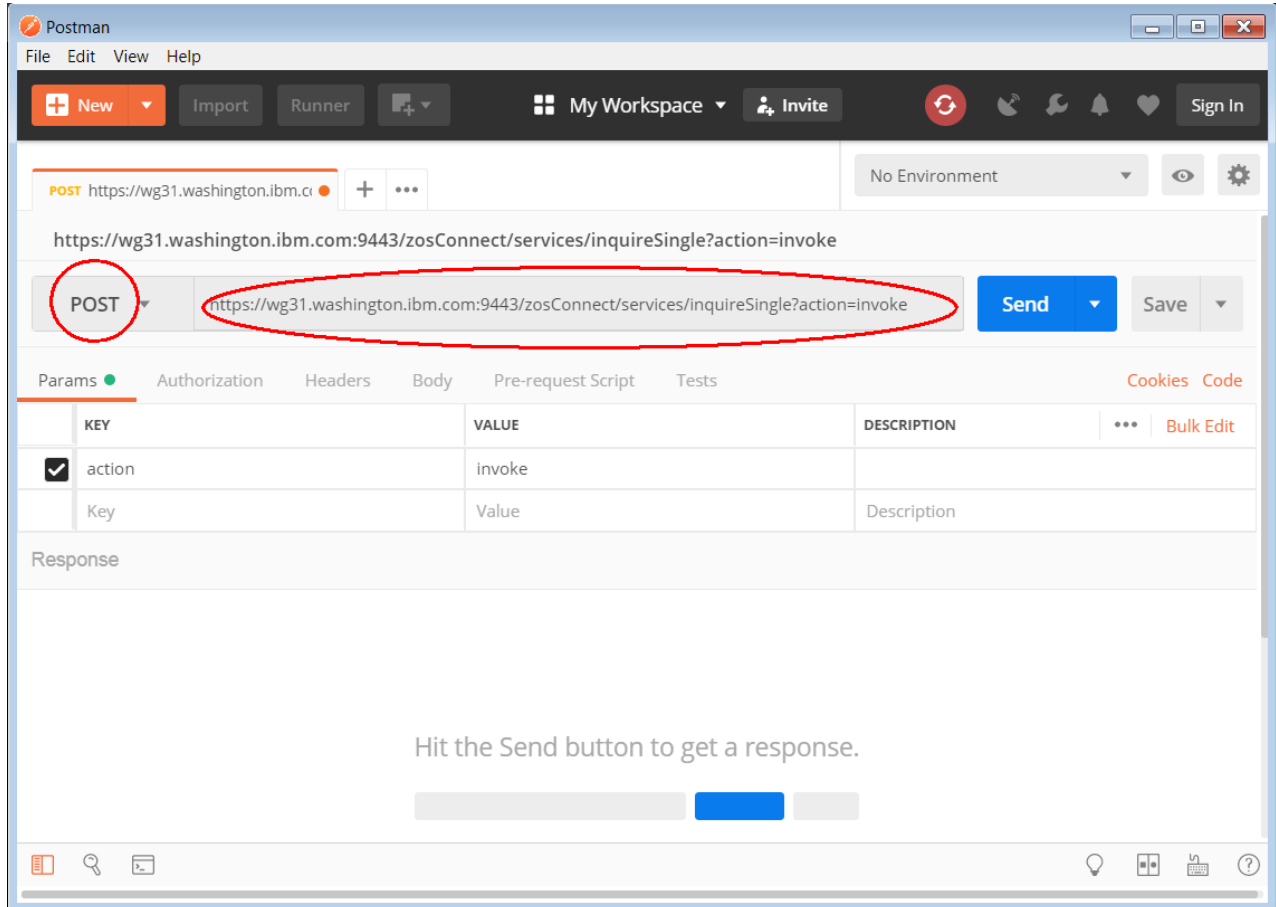 Postman
File Edit View Help
New Import Runner My Workspace Invite Sign In
POST https://wg31.washington.ibm.co No Environment
https://wg31.washington.ibm.com:9443/zosConnect/services/inquireSingle?action=invoke
POST https://wg31.washington.ibm.com:9443/zosConnect/services/inquireSingle?action=invoke Send Save
Params Authorization Headers Body Pre-request Script Tests Cookies Code
KEY VALUE DESCRIPTION ••• Bulk Edit
action invoke
Key Value Description
Response
Hit the Send button to get a response.